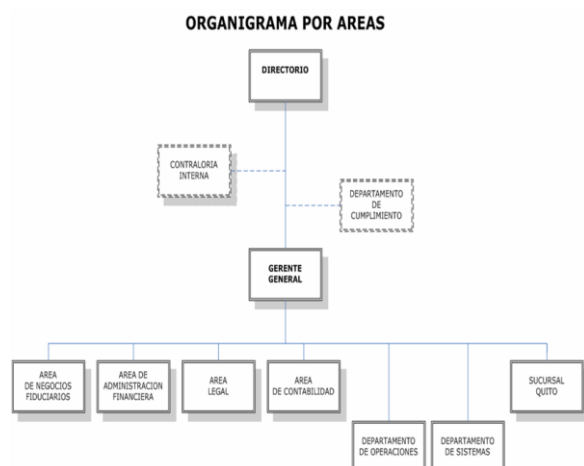 ORGANIGRAMA POR AREAS
DIRECTORIO
CONTRALORIA
INTERNA
DEPARTAMENTO
DE
CUMPLIMIENTO
GERENTE
GENERAL
AREA
DE NEGOCIOS
FIDUCIARIOS
ÁREA DE
ADMINISTRACION
FINANCIERA
AREA
LEGAL
AREA
DE CONTABILIDAD
SUCURSAL
QUITO
DEPARTAMENTO
DE OPERACIONES
DEPARTAMENTO
DE SISTEMAS